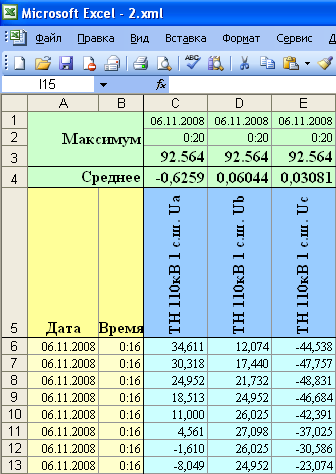 Microsoft Excel - 2.xml
Файл Правка Вид Вставка Формат Сервис Д
I15 fx
A B C D E
1 06.11.2008 06.11.2008 06.11.2008
2 Максимум 0:20 0:20 0:20
3 92.564 92.564 92.564
4 Среднее -0,6259 0,06044 0,03081
5 Дата Время ТН 110кВ 1 с.ш. Ua ТН 110кВ 1 с.ш. Ub ТН 110кВ 1 с.ш. Uc
6 06.11.2008 0:16 34,611 12,074 -44,538
7 06.11.2008 0:16 30,318 17,440 -47,757
8 06.11.2008 0:16 24,952 21,732 -48,831
9 06.11.2008 0:16 18,513 24,952 -46,684
10 06.11.2008 0:16 11,000 26,025 -42,391
11 06.11.2008 0:16 4,561 27,098 -37,025
12 06.11.2008 0:16 -1,610 26,025 -30,586
13 06.11.2008 0:16 -8,049 24,952 -23,074